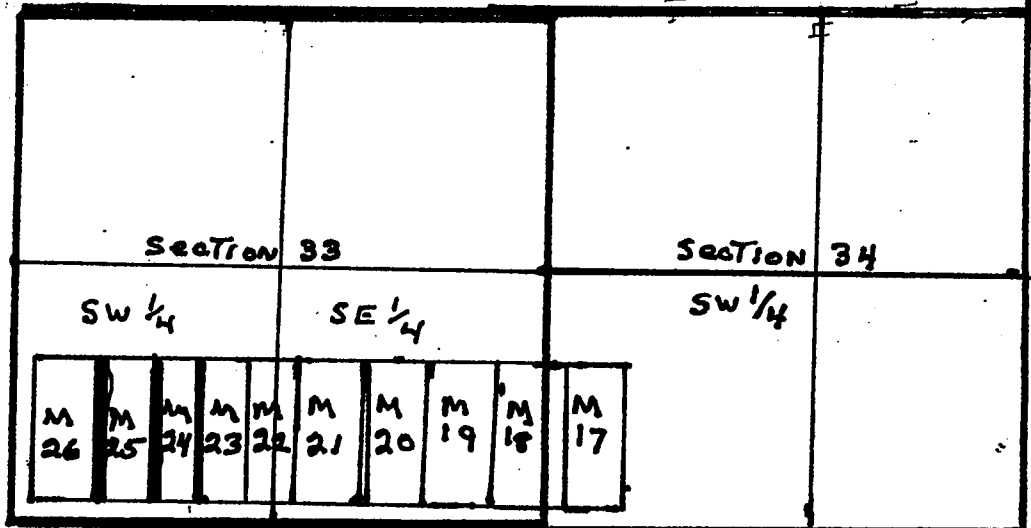 Section 33
Section 34
SW 1/4
SE 1/4
SW 1/4
M 26
M 25
M 24
M 23
M 22
M 21
M 20
M 19
M 18
M 17